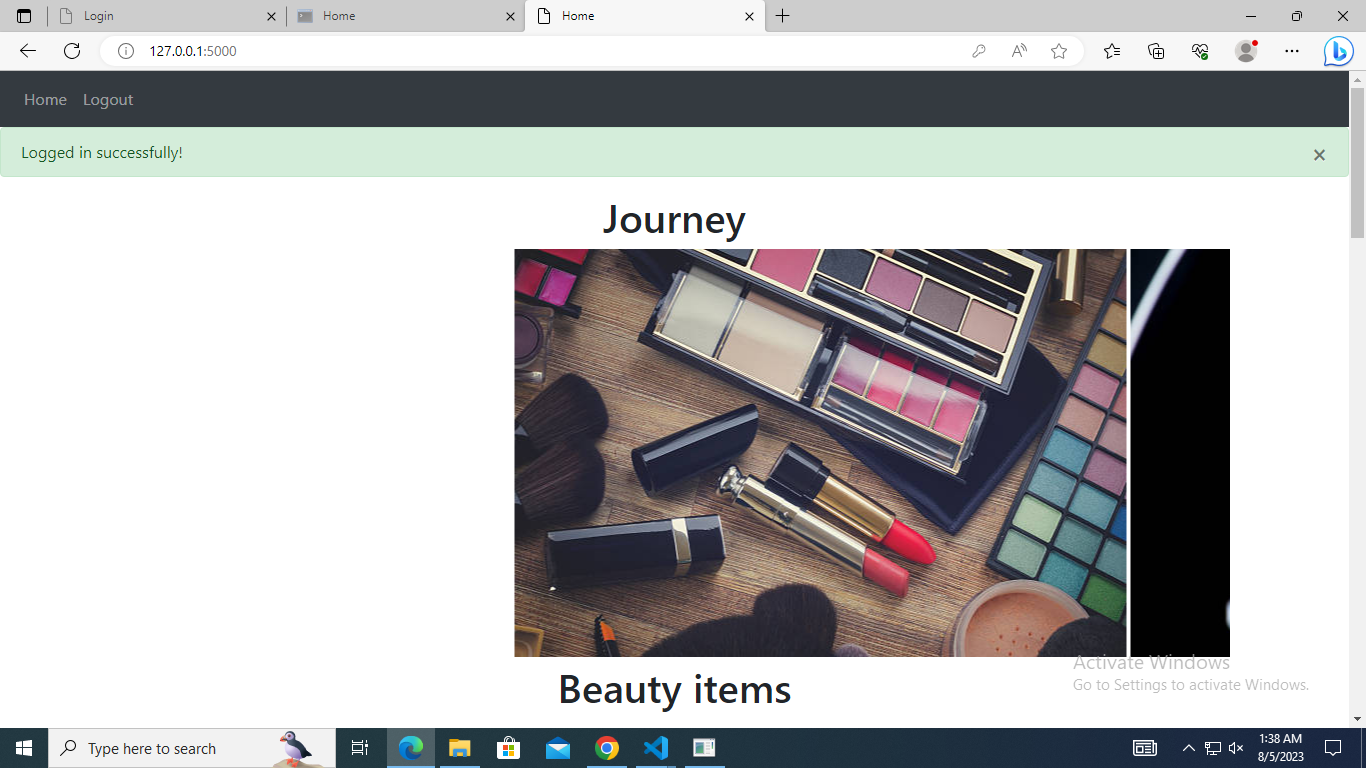 Login
Home
Home
127.0.0.1:5000
Home Logout
Logged in successfully!
×
Journey
Beauty items
Activate Windows
Go to Settings to activate Windows.
Type here to search
1:38 AM
8/5/2023